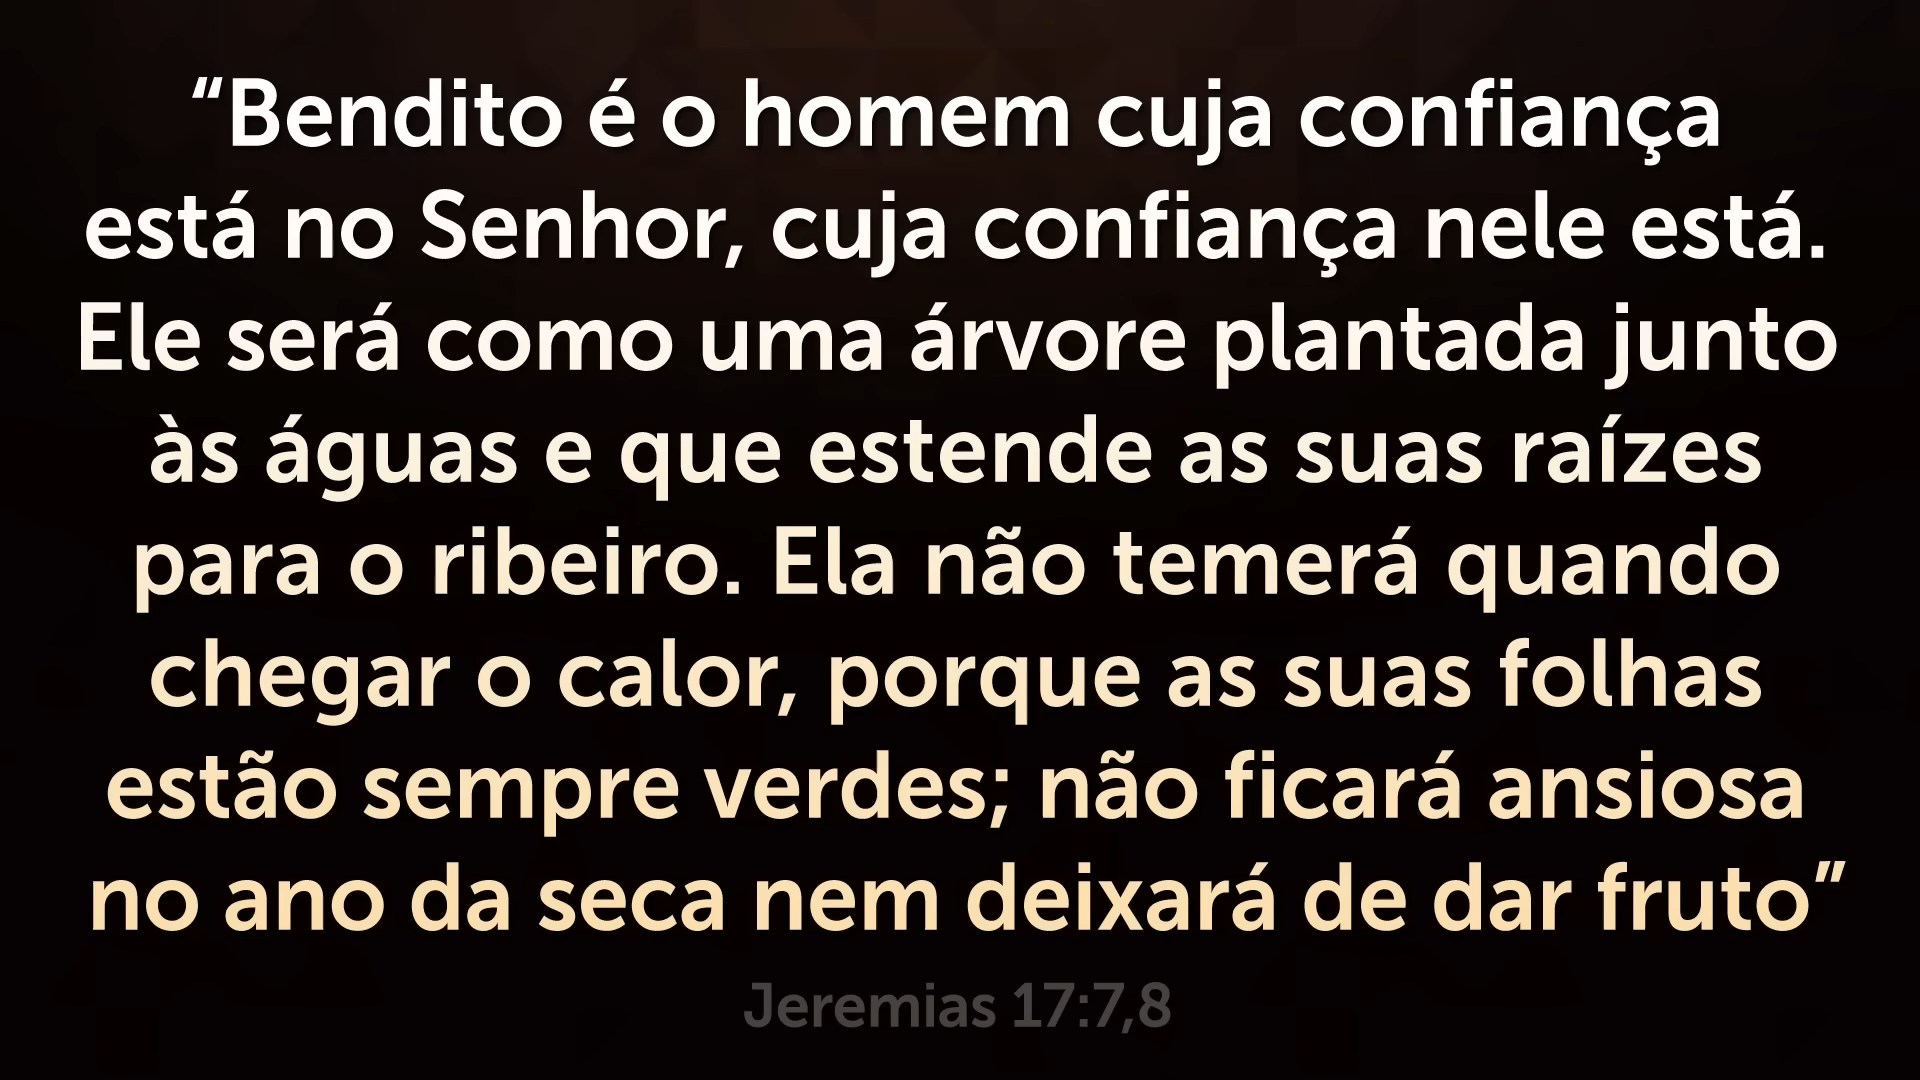 “Bendito é o homem cuja confiança
está no Senhor, cuja confiança nele está.
Ele será como uma árvore plantada junto
às águas e que estende as suas raízes
para o ribeiro. Ela não temerá quando
chegar o calor, porque as suas folhas
estão sempre verdes; não ficará ansiosa
no ano da seca nem deixará de dar fruto”
Jeremias 17:7,8